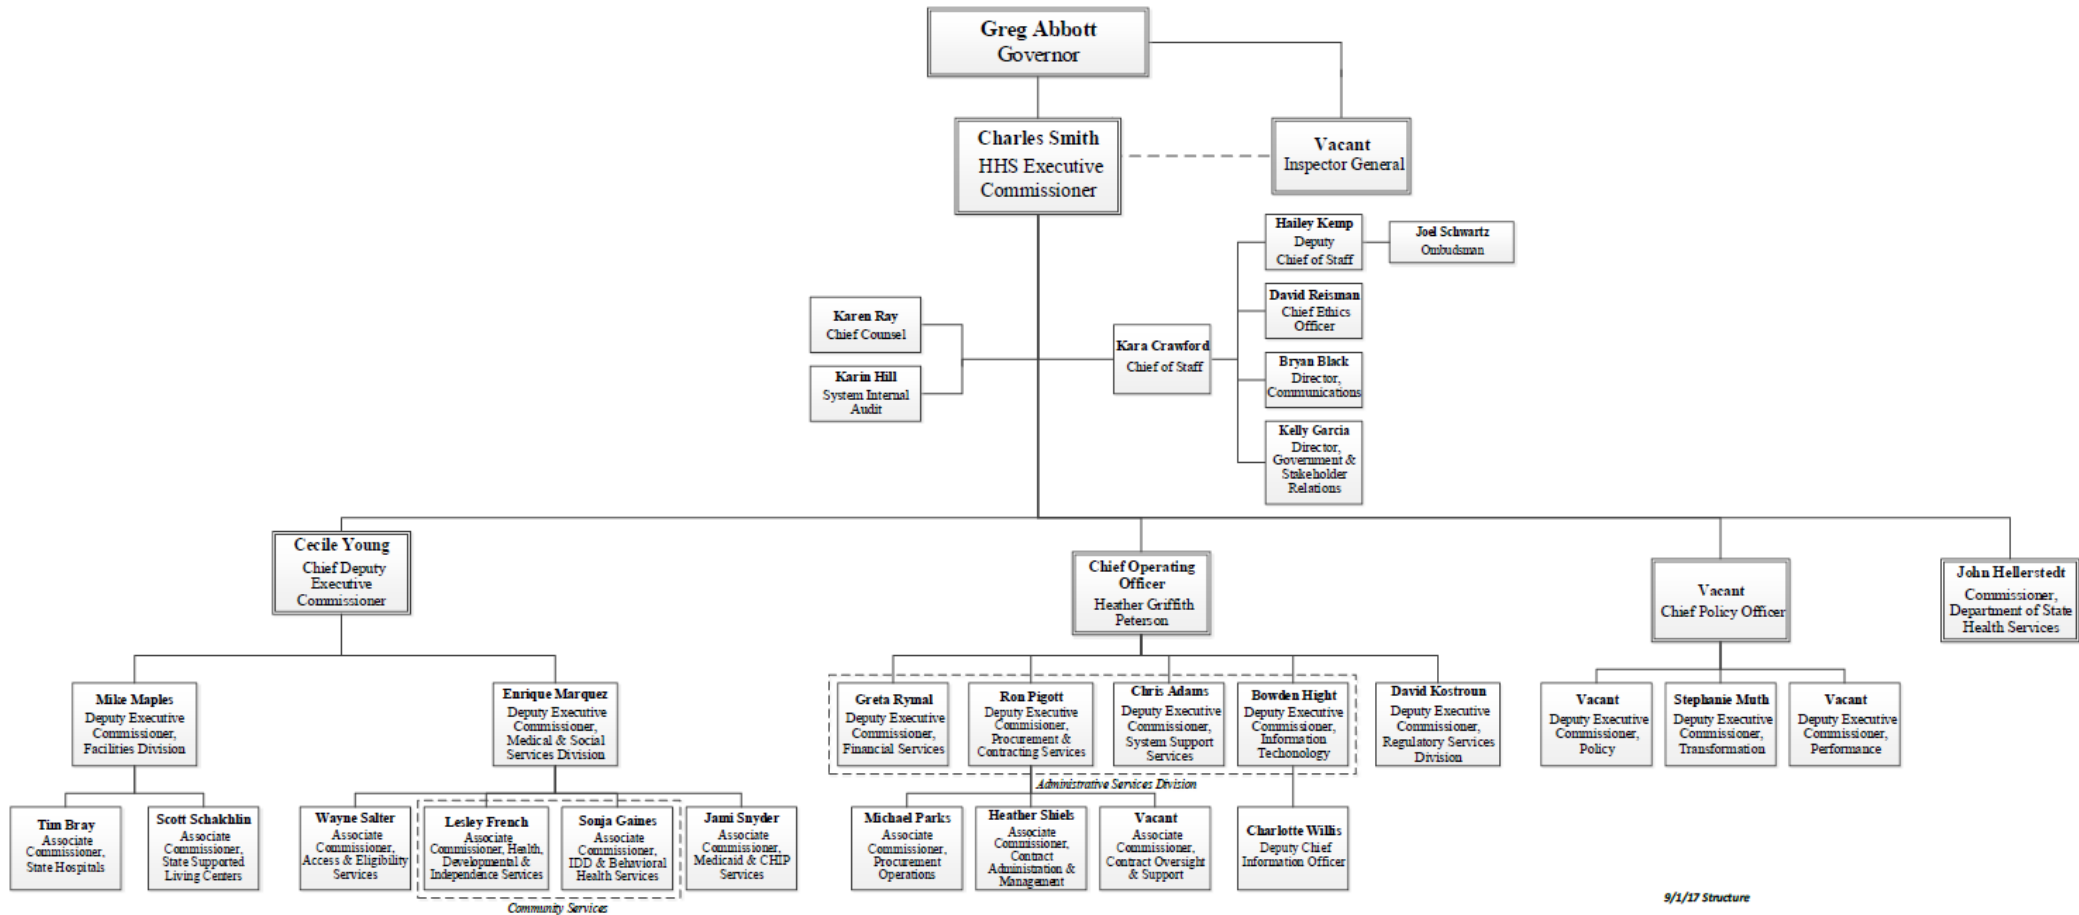 Greg Abbott
Governor
Charles Smith
HHS Executive
Commissioner
Vacant
Inspector General
Hailey Kemp
Deputy
Chief of Staff
Joel Schwartz
Ombudsman
David Reisman
Chief Ethics
Officer
Karen Ray
Chief Counsel
Kara Crawford
Chief of Staff
Bryan Black
Director,
Communications
Karin Hill
System Internal
Audit
Kelly Garcia
Director,
Government &
Stakeholder
Relations
Cecile Young
Chief Deputy
Executive
Commissioner
Chief Operating
Officer
Heather Griffith
Peterson
Vacant
Chief Policy Officer
John Hellerstedt
Commissioner,
Department of State
Health Services
Mike Maples
Deputy Executive
Commissioner,
Facilities Division
Enrique Marquez
Deputy Executive
Commissioner,
Medical & Social
Services Division
Greta Rymal
Deputy Executive
Commissioner,
Financial Services
Ron Pigott
Deputy Executive
Commisioner,
Procurement &
Contracting Services
Chris Adams
Deputy Executive
Commissioner,
System Support
Services
Bowden Hight
Deputy Executive
Commissioner,
Information
Techonology
David Kostroun
Deputy Executive
Commissioner,
Regulatory Services
Division
Vacant
Deputy Executive
Commissioner,
Policy
Stephanie Muth
Deputy Executive
Commissioner,
Transformation
Vacant
Deputy Executive
Commissioner,
Performance
Administrative Services Division
Tim Bray
Associate
Commissioner,
State Hospitals
Scott Schalchlin
Associate
Commissioner,
State Supported
Living Centers
Wayne Salter
Associate
Commissioner,
Access & Eligibility
Services
Lesley French
Associate
Commissioner, Health,
Developmental &
Independence Services
Sonja Gaines
Associate
Commissioner,
IDD & Behavioral
Health Services
Jami Snyder
Associate
Commissioner,
Medicaid & CHIP
Services
Michael Parks
Associate
Commissioner,
Procurement
Operations
Heather Shiels
Associate
Commissioner,
Contract
Administration &
Management
Vacant
Associate
Commissioner,
Contract Oversight
& Support
Charlotte Willis
Deputy Chief
Information Officer
Community Services
9/1/17 Structure